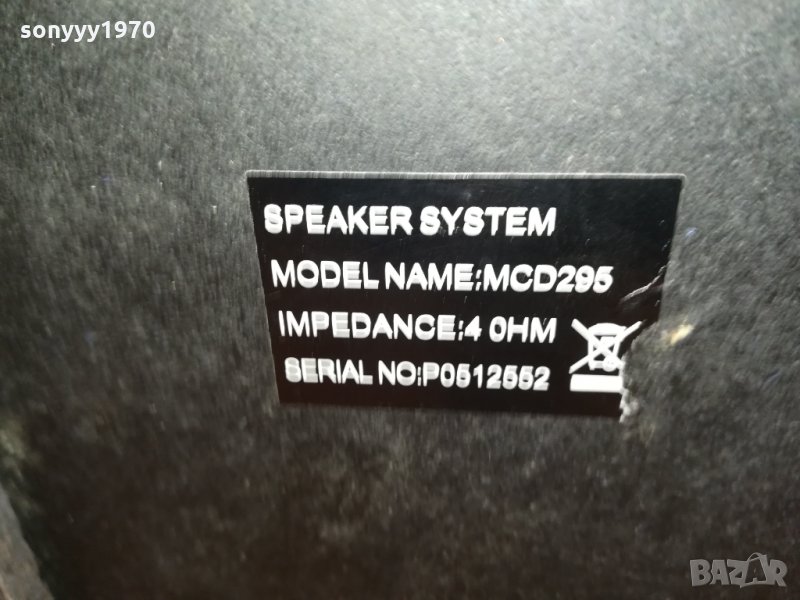 sonyyy1970
SPEAKER SYSTEM
MODEL NAME:MCD295
IMPEDANCE:4 0HM
SERIAL NO:P0512552
BAZAR